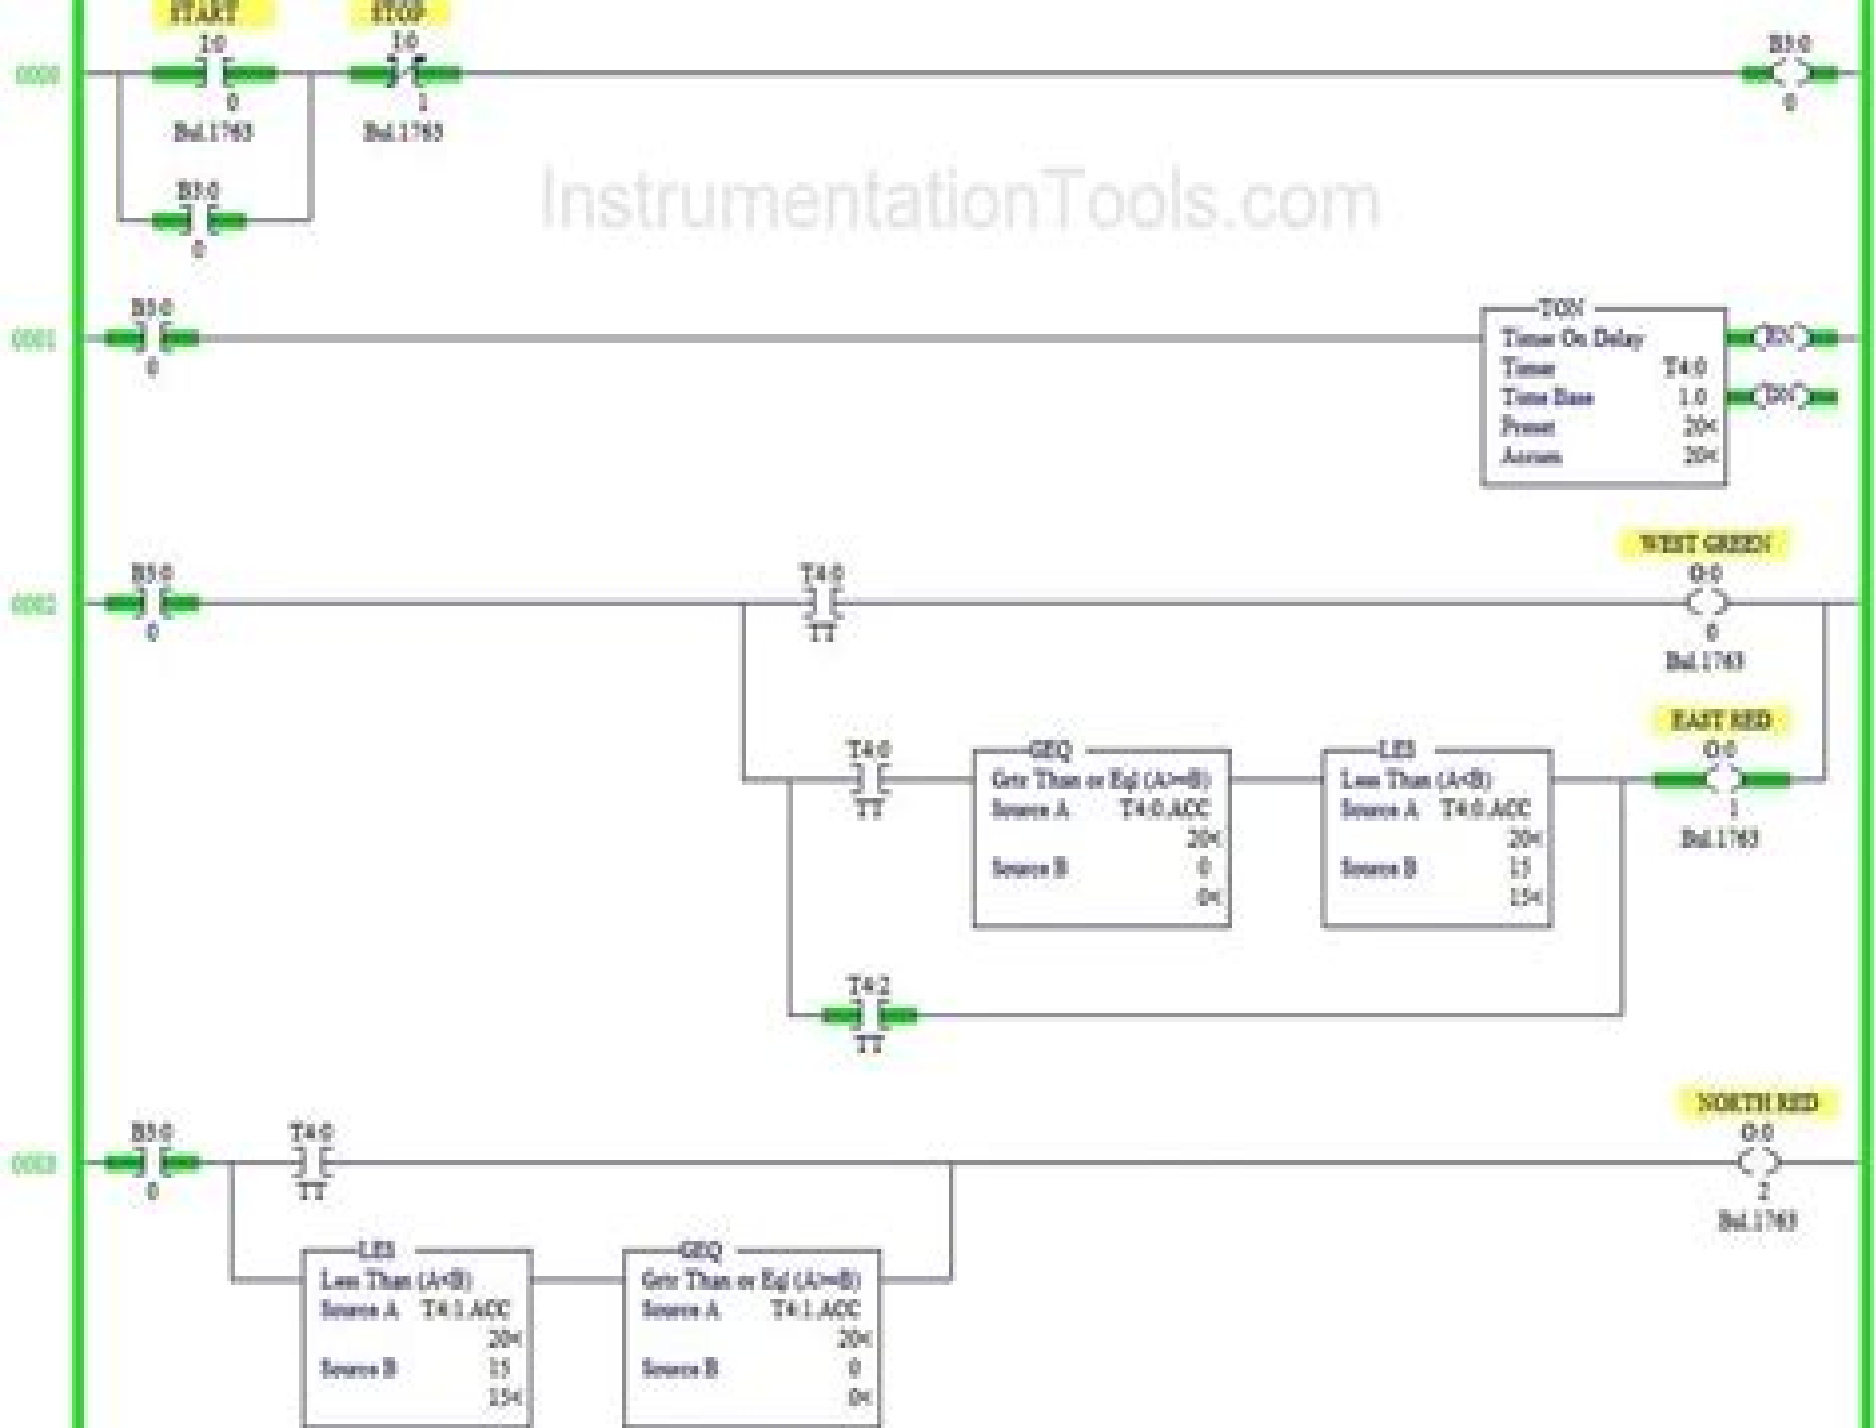 START STOP
I:0 I:0 B3:0
0000
0 1 0
Bul.1763 Bul.1763
B3:0
0
InstrumentationTools.com
B3:0 TON
0001 Timer On Delay EN
0 Timer T4:0
Time Base 1.0 DN
Preset 20<
Accum 20<
WEST GREEN
B3:0 T4:0 O:0
0002
0 TT 0
Bul.1763
EAST RED
T4:0 GEQ LES O:0
Grtr Than or Eql (A>=B) Less Than (A<B)
TT Source A T4:0.ACC Source A T4:0.ACC 1
20< 20< Bul.1763
Source B 0 Source B 15
0< 15<
T4:2
TT
NORTH RED
B3:0 T4:0 O:0
0003
0 TT 2
Bul.1763
LES GEQ
Less Than (A<B) Grtr Than or Eql (A>=B)
Source A T4:1.ACC Source A T4:1.ACC
20< 20<
Source B 15 Source B 0
15< 0<